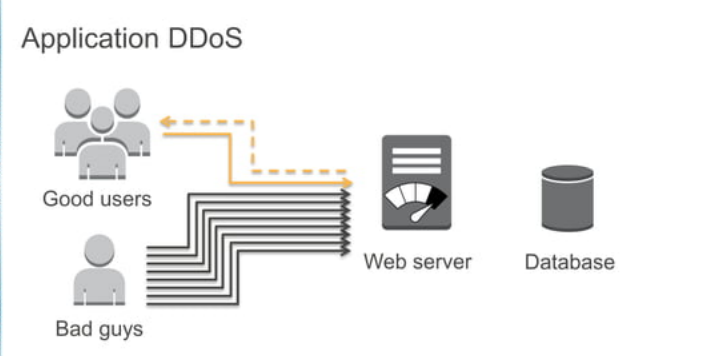 Application DDoS
Good users
Web server
Database
Bad guys